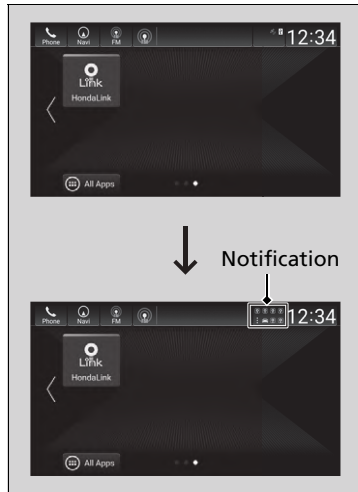 Phone Navi FM 12:34
Link
HondaLink
All Apps
Notification
Phone Navi FM 12:34
Link
HondaLink
All Apps